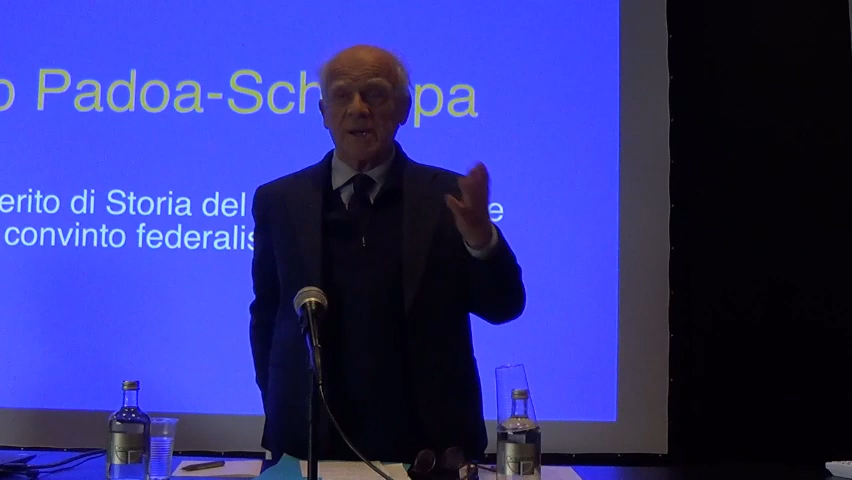 o Padoa-Sch pa
erito di Storia del e
convinto federalis